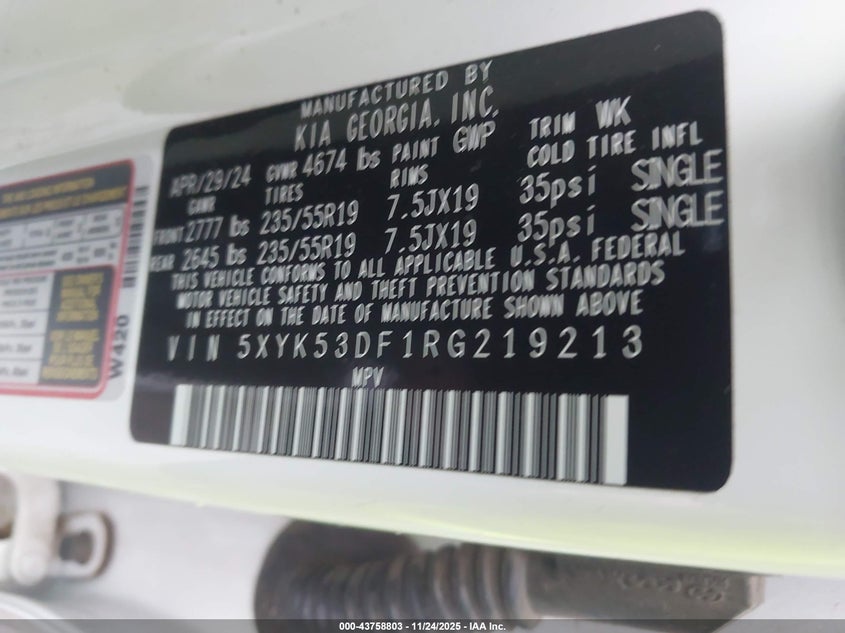 MANUFACTURED BY
KIA GEORGIA, INC.
APR/29/24 GVWR 4674 lbs PAINT GWP TRIM WK
GAWR TIRES RIMS COLD TIRE INFL
FRONT 2777 lbs 235/55R19 7.5JX19 35psi SINGLE
REAR 2645 lbs 235/55R19 7.5JX19 35psi SINGLE
THIS VEHICLE CONFORMS TO ALL APPLICABLE U.S.A. FEDERAL
MOTOR VEHICLE SAFETY AND THEFT PREVENTION STANDARDS
IN EFFECT ON THE DATE OF MANUFACTURE SHOWN ABOVE
VIN 5XYK53DF1RG219213
MPV
W420
000-43758803 - 11/24/2025 - IAA Inc.